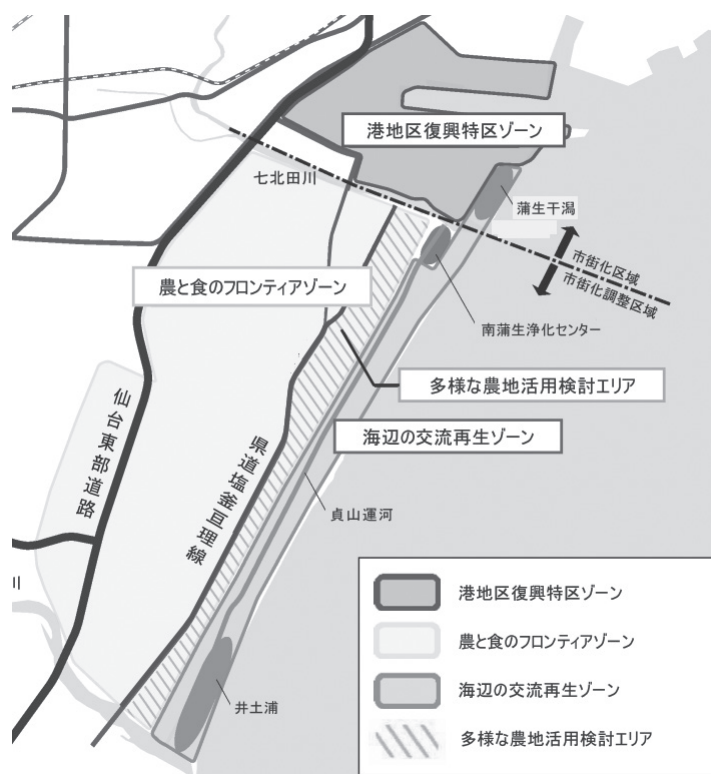 港地区復興特区ゾーン
七北田川
蒲生干潟
市街化区域
市街化調整区域
農と食のフロンティアゾーン
南蒲生浄化センター
多様な農地活用検討エリア
海辺の交流再生ゾーン
仙台東部道路
県道塩釜亘理線
貞山運河
川
井土浦
港地区復興特区ゾーン
農と食のフロンティアゾーン
海辺の交流再生ゾーン
多様な農地活用検討エリア